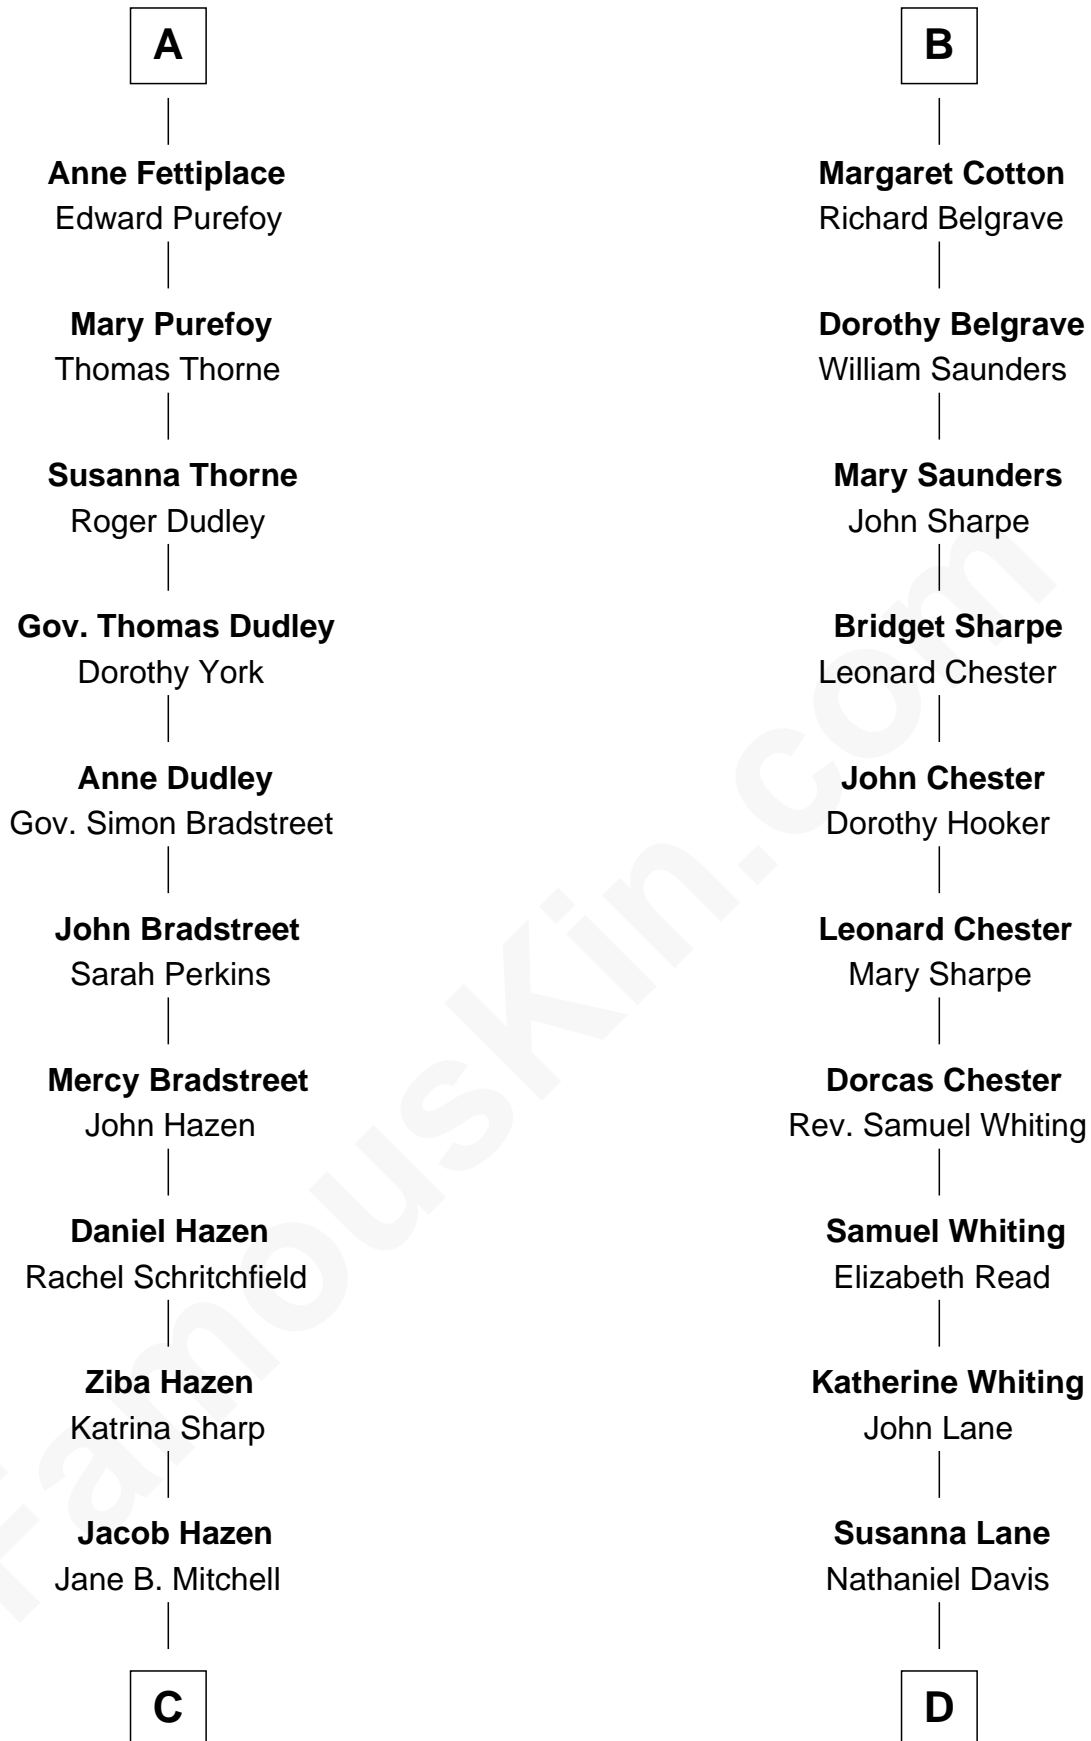 A
Anne Fettiplace
Edward Purefoy
Mary Purefoy
Thomas Thorne
Susanna Thorne
Roger Dudley
Gov. Thomas Dudley
Dorothy York
Anne Dudley
Gov. Simon Bradstreet
John Bradstreet
Sarah Perkins
Mercy Bradstreet
John Hazen
Daniel Hazen
Rachel Schritchfield
Ziba Hazen
Katrina Sharp
Jacob Hazen
Jane B. Mitchell
C
B
Margaret Cotton
Richard Belgrave
Dorothy Belgrave
William Saunders
Mary Saunders
John Sharpe
Bridget Sharpe
Leonard Chester
John Chester
Dorothy Hooker
Leonard Chester
Mary Sharpe
Dorcas Chester
Rev. Samuel Whiting
Samuel Whiting
Elizabeth Read
Katherine Whiting
John Lane
Susanna Lane
Nathaniel Davis
D
FamousKin.com